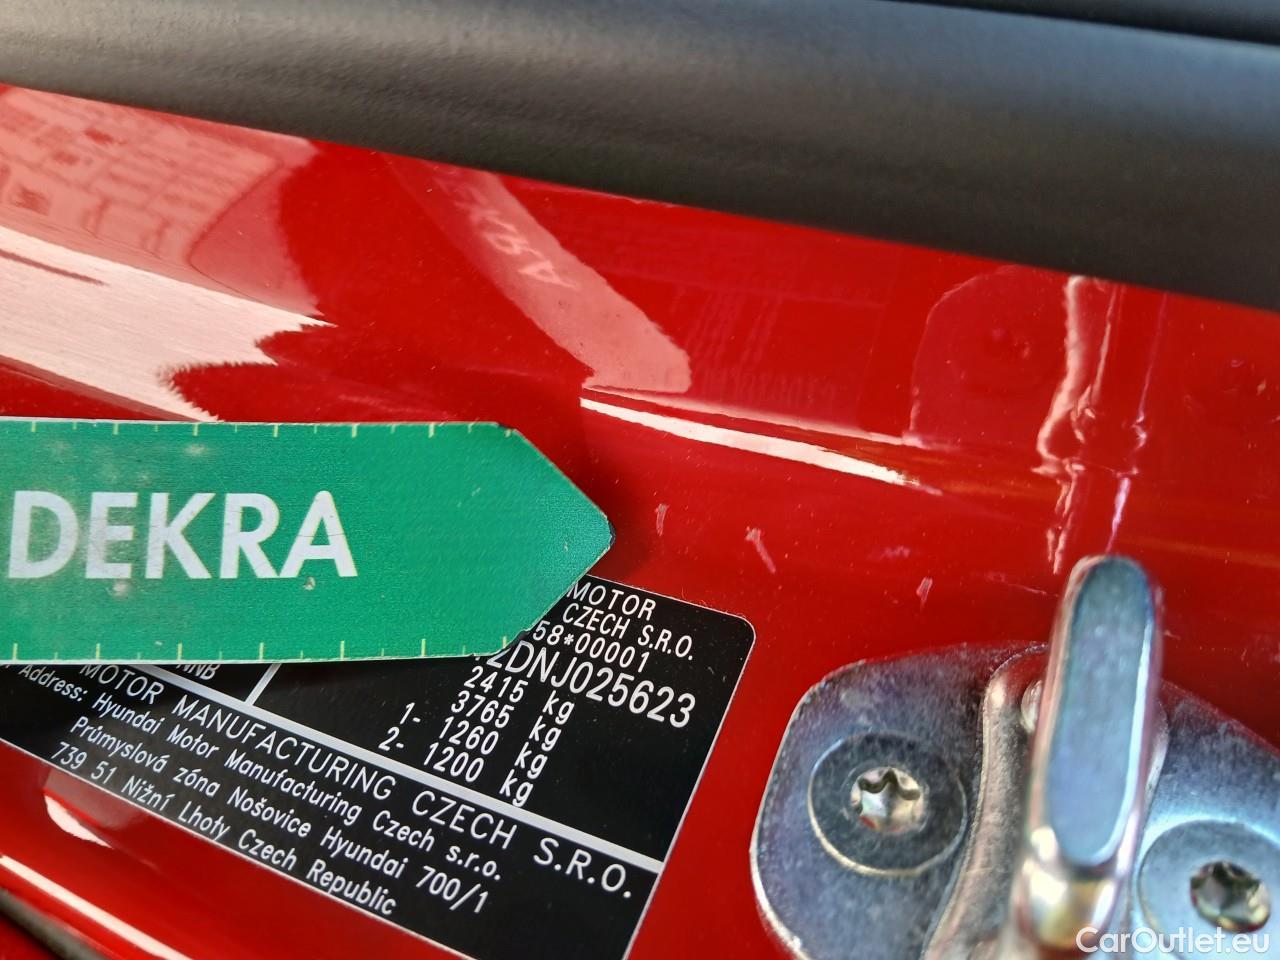 DEKRA
MOTOR
CZECH S.R.O.
58*00001
ZDNJ025623
2415 kg
3765 kg
1- 1260 kg
2- 1200 kg
NNB
MOTOR MANUFACTURING CZECH S.R.O.
Address: Hyundai Motor Manufacturing Czech s.r.o.
Průmyslová zóna Nošovice Hyundai 700/1
739 51 Nižní Lhoty Czech Republic
CarOutlet.eu